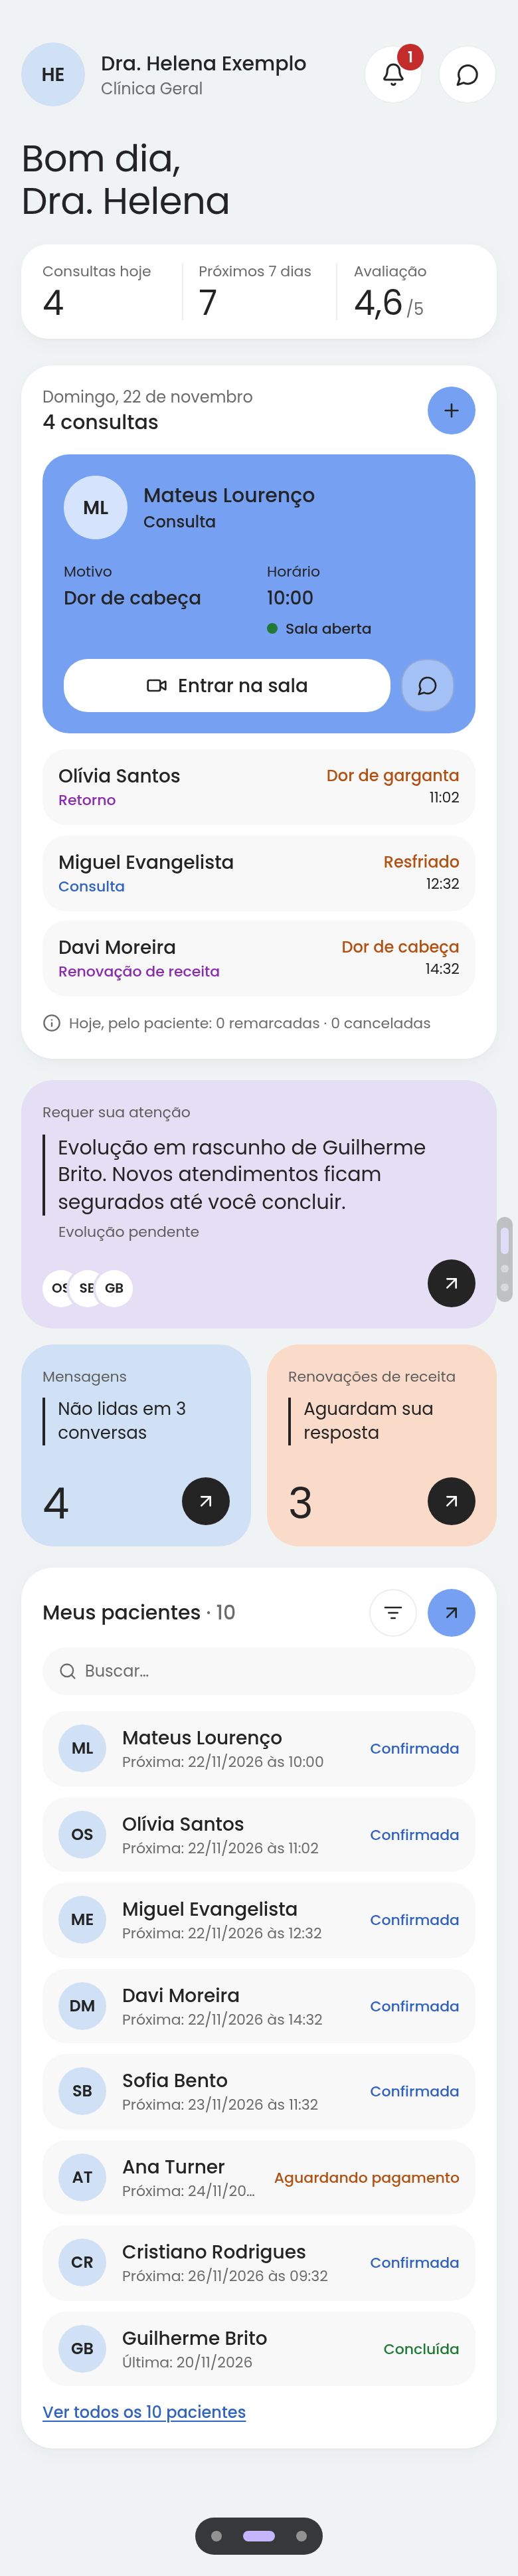 HE
Dra. Helena Exemplo
Clínica Geral
1
Bom dia,
Dra. Helena
Consultas hoje
4
Próximos 7 dias
7
Avaliação
4,6 /5
Domingo, 22 de novembro
4 consultas
ML
Mateus Lourenço
Consulta
Motivo
Dor de cabeça
Horário
10:00
Sala aberta
Entrar na sala
Olívia Santos
Retorno
Dor de garganta
11:02
Miguel Evangelista
Consulta
Resfriado
12:32
Davi Moreira
Renovação de receita
Dor de cabeça
14:32
Hoje, pelo paciente: 0 remarcadas · 0 canceladas
Requer sua atenção
Evolução em rascunho de Guilherme
Brito. Novos atendimentos ficam
segurados até você concluir.
Evolução pendente
OS SB GB
Mensagens
Não lidas em 3
conversas
4
Renovações de receita
Aguardam sua
resposta
3
Meus pacientes · 10
Buscar...
ML
Mateus Lourenço
Próxima: 22/11/2026 às 10:00
Confirmada
OS
Olívia Santos
Próxima: 22/11/2026 às 11:02
Confirmada
ME
Miguel Evangelista
Próxima: 22/11/2026 às 12:32
Confirmada
DM
Davi Moreira
Próxima: 22/11/2026 às 14:32
Confirmada
SB
Sofia Bento
Próxima: 23/11/2026 às 11:32
Confirmada
AT
Ana Turner
Próxima: 24/11/20...
Aguardando pagamento
CR
Cristiano Rodrigues
Próxima: 26/11/2026 às 09:32
Confirmada
GB
Guilherme Brito
Última: 20/11/2026
Concluída
Ver todos os 10 pacientes